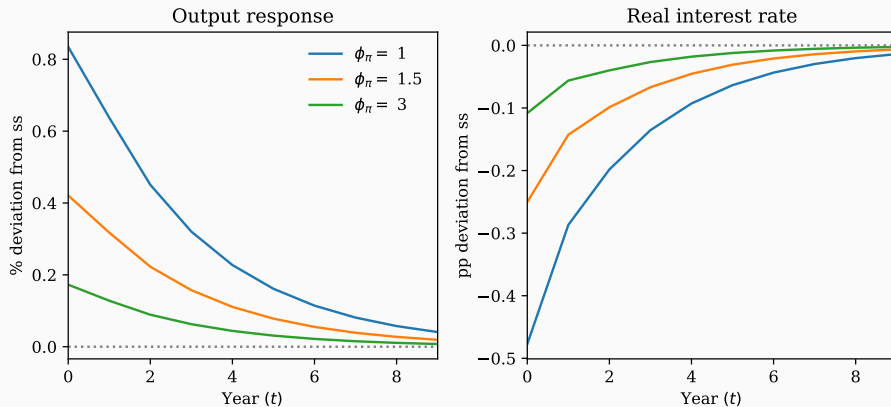 Output response
% deviation from ss
0.8
0.6
0.4
0.2
0.0
0
2
4
6
8
Year (t)
ϕπ = 1
ϕπ = 1.5
ϕπ = 3
Real interest rate
pp deviation from ss
0.0
−0.1
−0.2
−0.3
−0.4
−0.5
0
2
4
6
8
Year (t)